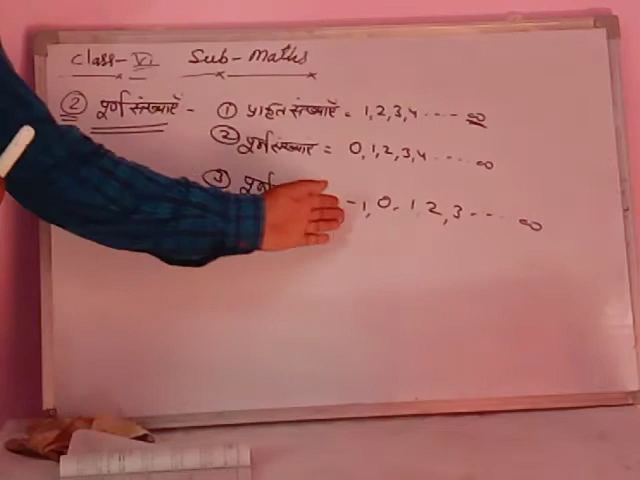 Class- VI Sub- Maths
② पूर्ण संख्याएँ - ① प्राकृत संख्याएँ = 1,2,3,4 ---- ∞
② पूर्ण संख्याएँ = 0,1,2,3,4 ---- ∞
③ -1, 0, 1, 2, 3 --- ∞